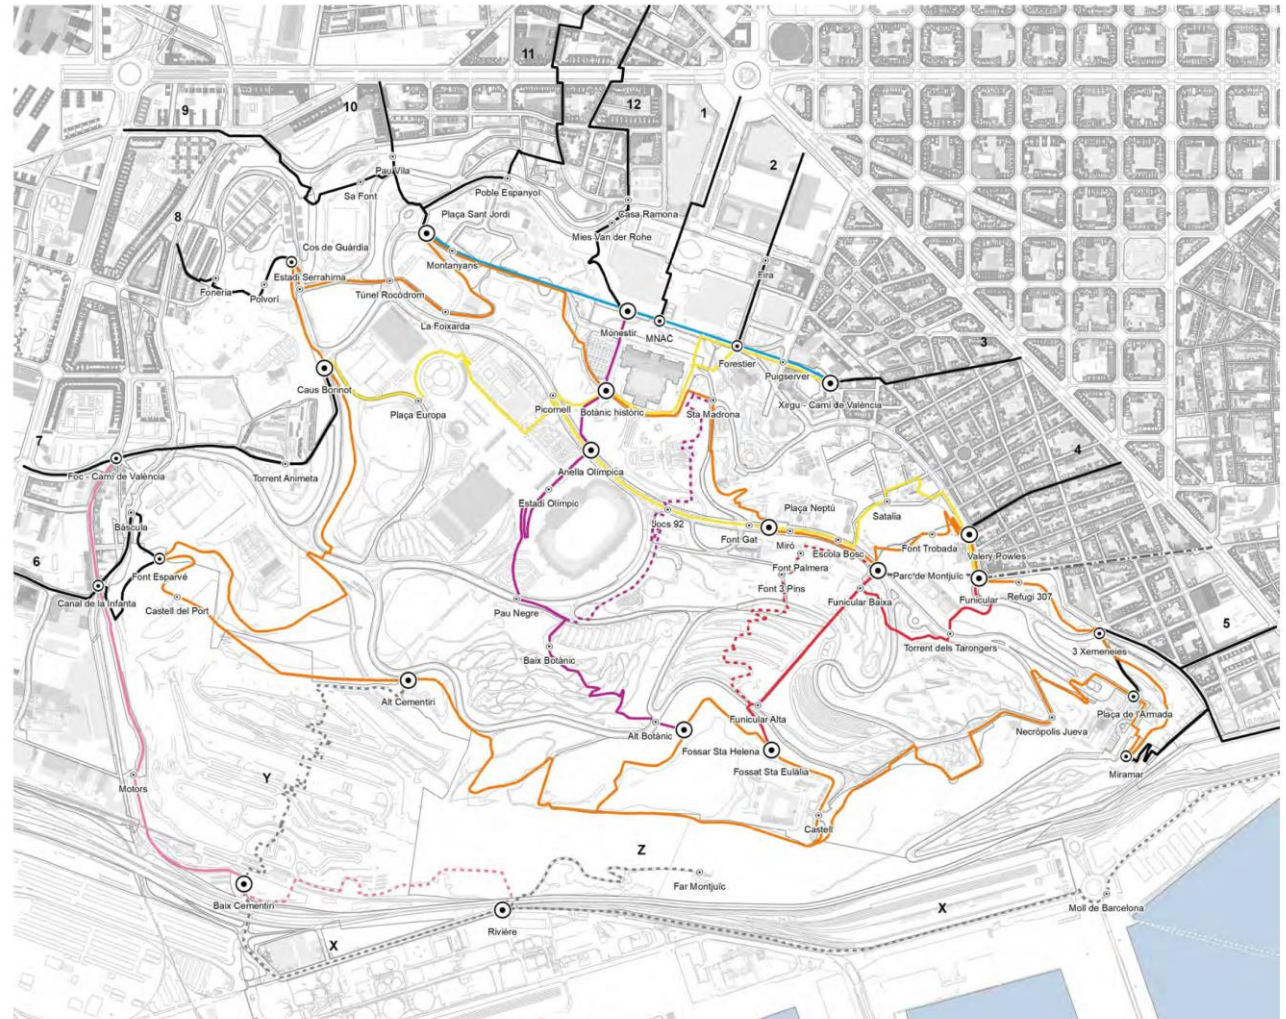 11
12
9
10
1
2
Pau Vila
Sa Font
Poble Espanyol
8
Plaça Sant Jordi
Casa Ramona
Mies Van der Rohe
Cos de Guàrdia
Montanyans
Estadi Serrahima
Fira
Foneria
Polvorí
Túnel Rocòdrom
La Foixarda
Monestir
MNAC
3
Forestier
Puigserver
Caus Borinot
Plaça Europa
Picornell
Botànic històric
Sta Madrona
Xirgu - Camí de València
7
4
Foc - Camí de València
Torrent Animeta
Anella Olímpica
Estadi Olímpic
Plaça Neptú
Satalia
Bàscula
Jocs 92
Font Gat
Miró
Escola Bosc
Font Trobada
Valery Powles
6
Font Esparvé
Font Palmera
Parc de Montjuïc
Font 3 Pins
Funicular Baixa
Funicular
Refugi 307
Canal de la Infanta
Castell del Port
Pau Negre
5
Torrent dels Tarongers
3 Xemeneies
Baix Botànic
Alt Cementiri
Funicular Alta
Plaça de l'Armada
Alt Botànic
Necròpolis Jueva
Fossar Sta Helena
Fossat Sta Eulàlia
Miramar
Motors
Y
Castell
Z
Far Montjuïc
Baix Cementiri
Moll de Barcelona
X
Rivière
X